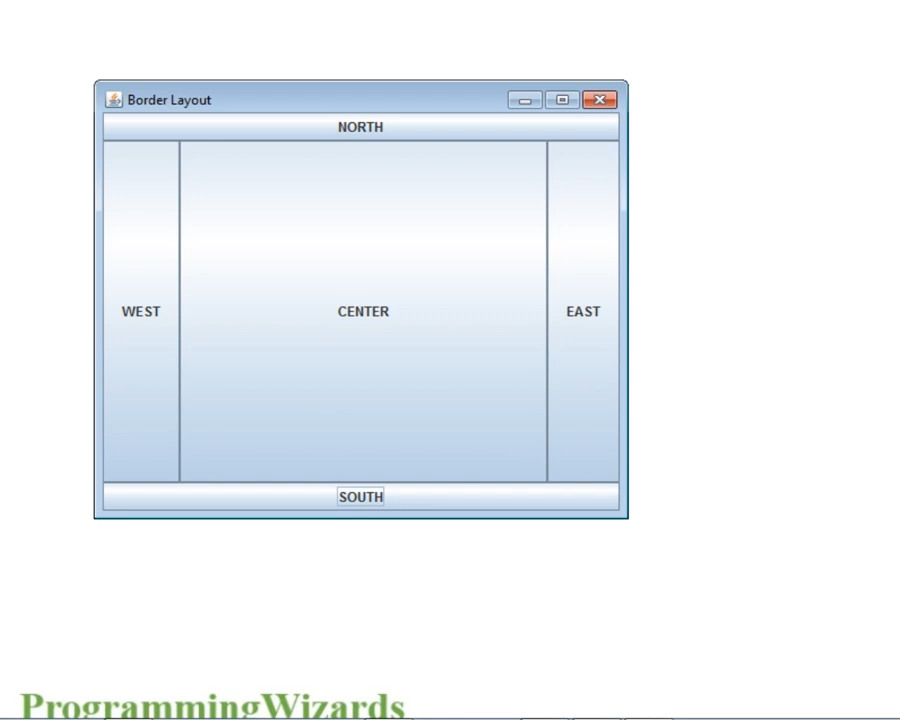 Border Layout
NORTH
WEST CENTER EAST
SOUTH
ProgrammingWizards